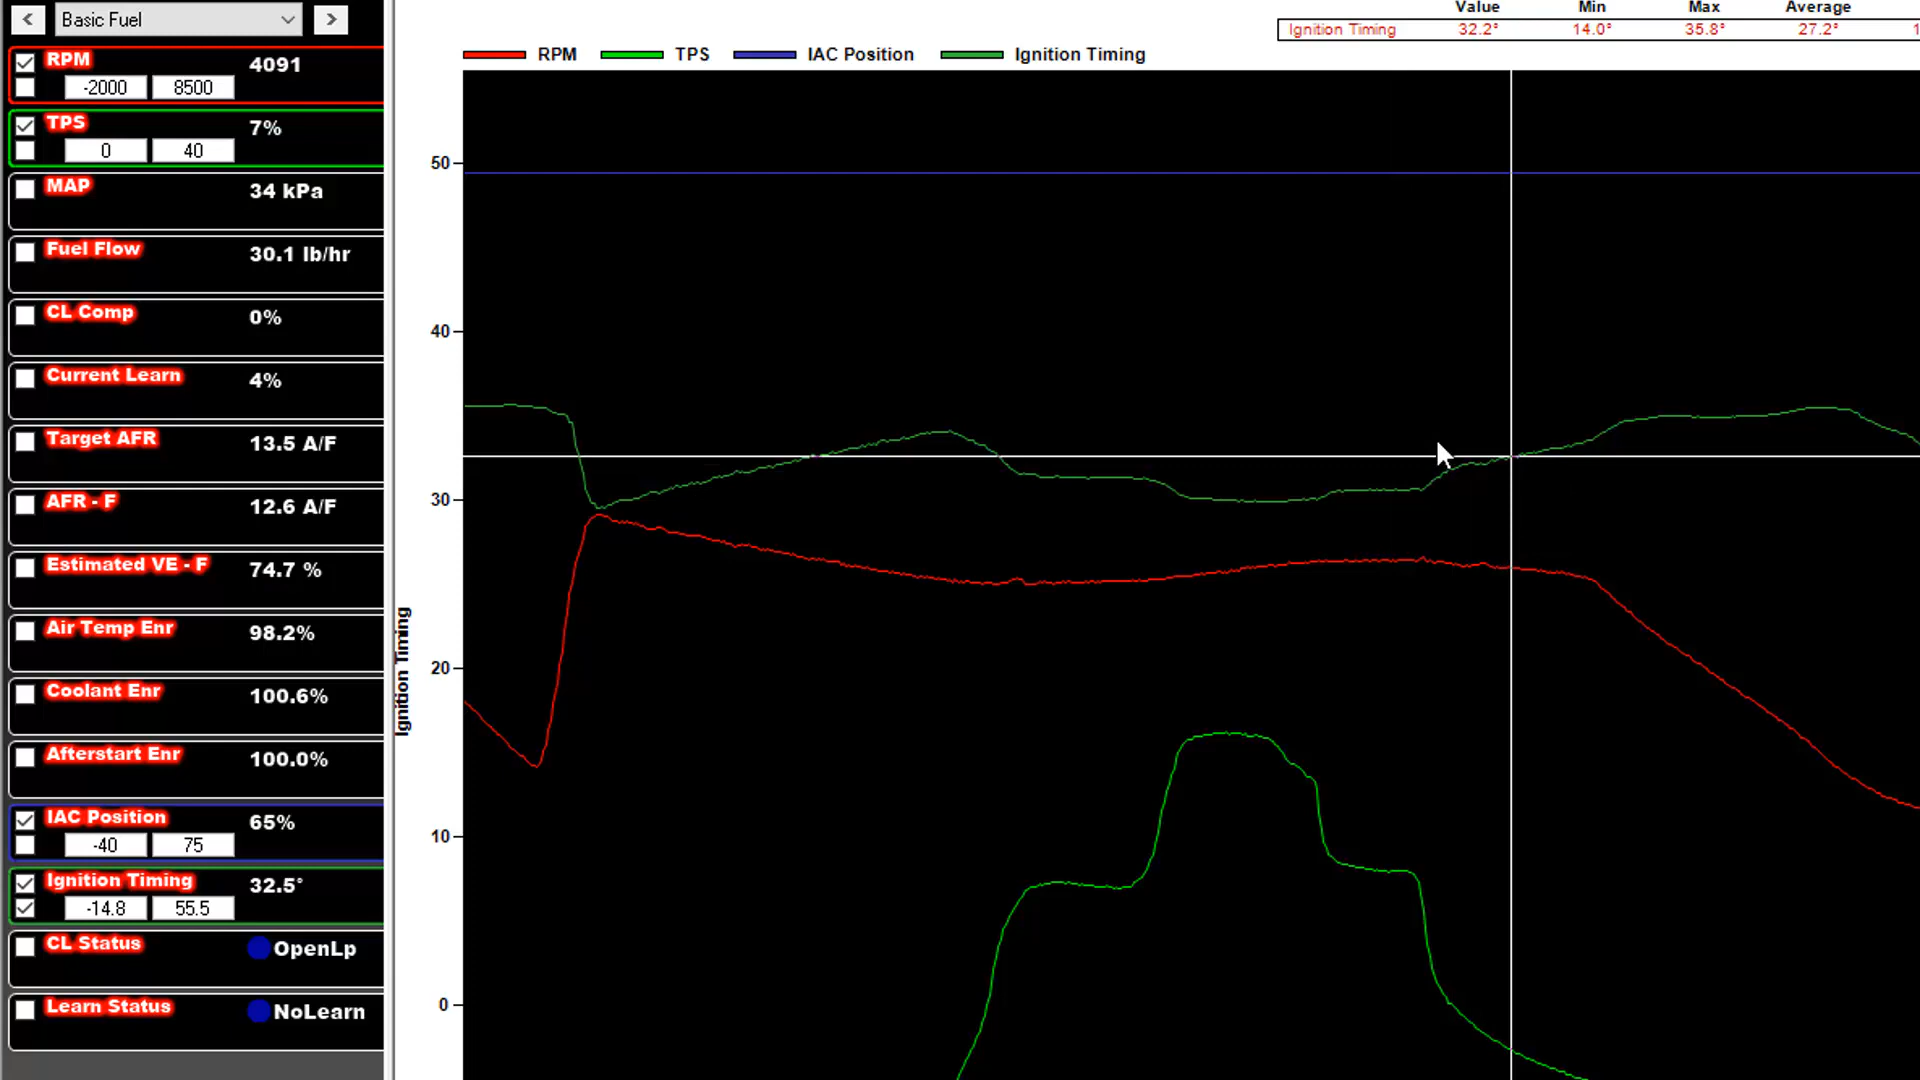 Basic Fuel
RPM 4091
-2000 8500
TPS 7%
0 40
MAP 34 kPa
Fuel Flow 30.1 lb/hr
CL Comp 0%
Current Learn 4%
Target AFR 13.5 A/F
AFR - F 12.6 A/F
Estimated VE - F 74.7 %
Air Temp Enr 98.2%
Coolant Enr 100.6%
Afterstart Enr 100.0%
IAC Position 65%
-40 75
Ignition Timing 32.5°
-14.8 55.5
CL Status OpenLp
Learn Status NoLearn
Value Min Max Average
Ignition Timing 32.2° 14.0° 35.8° 27.2°
RPM TPS IAC Position Ignition Timing
50
40
30
20
10
0
Ignition Timing